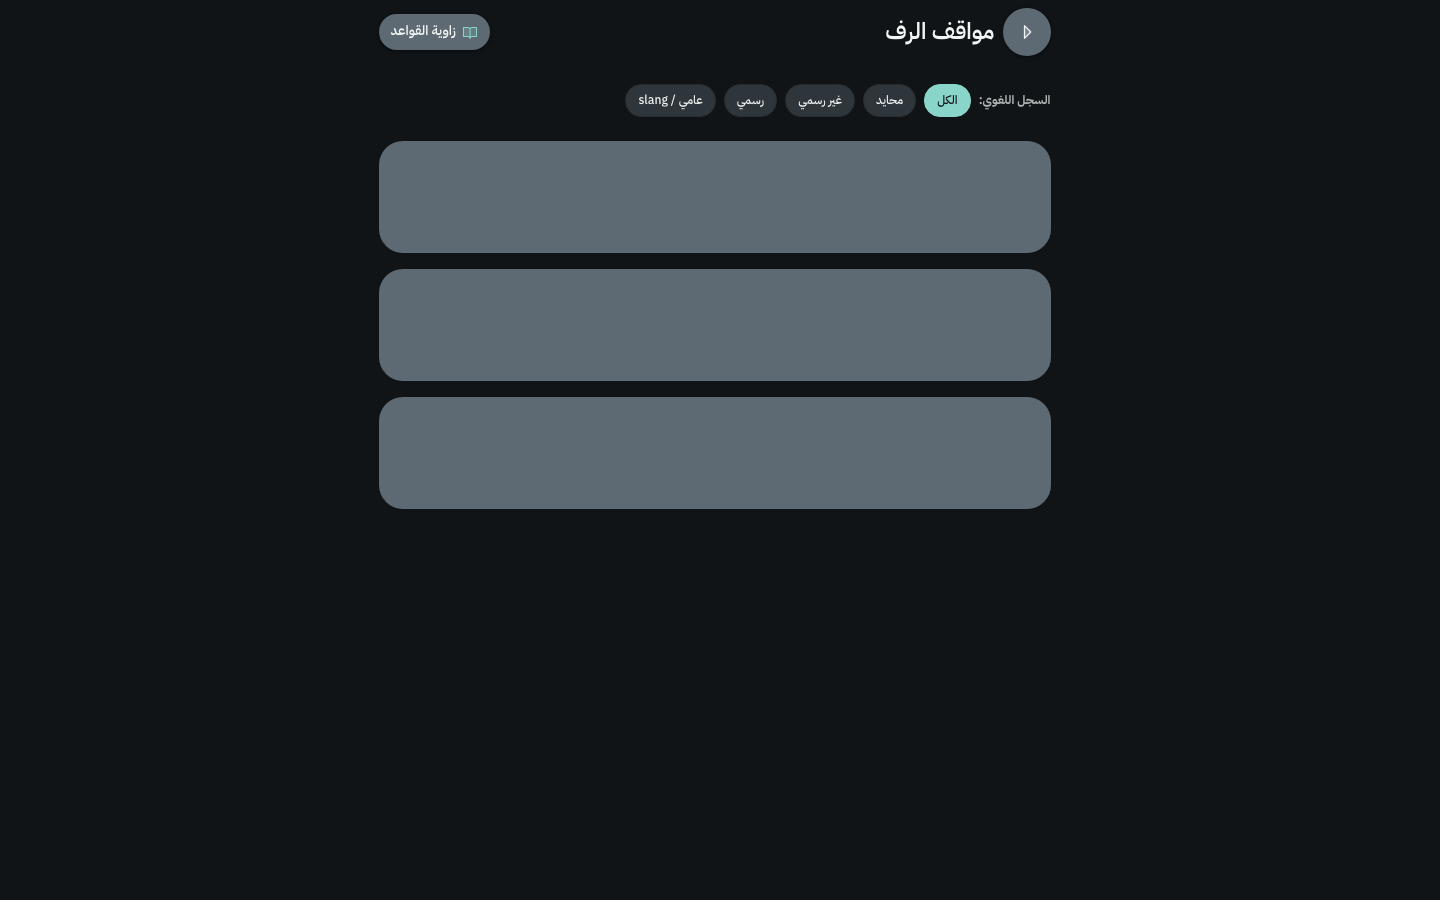 مواقف الرف
زاوية القواعد
السجل اللغوي: الكل محايد غير رسمي رسمي عامي / slang